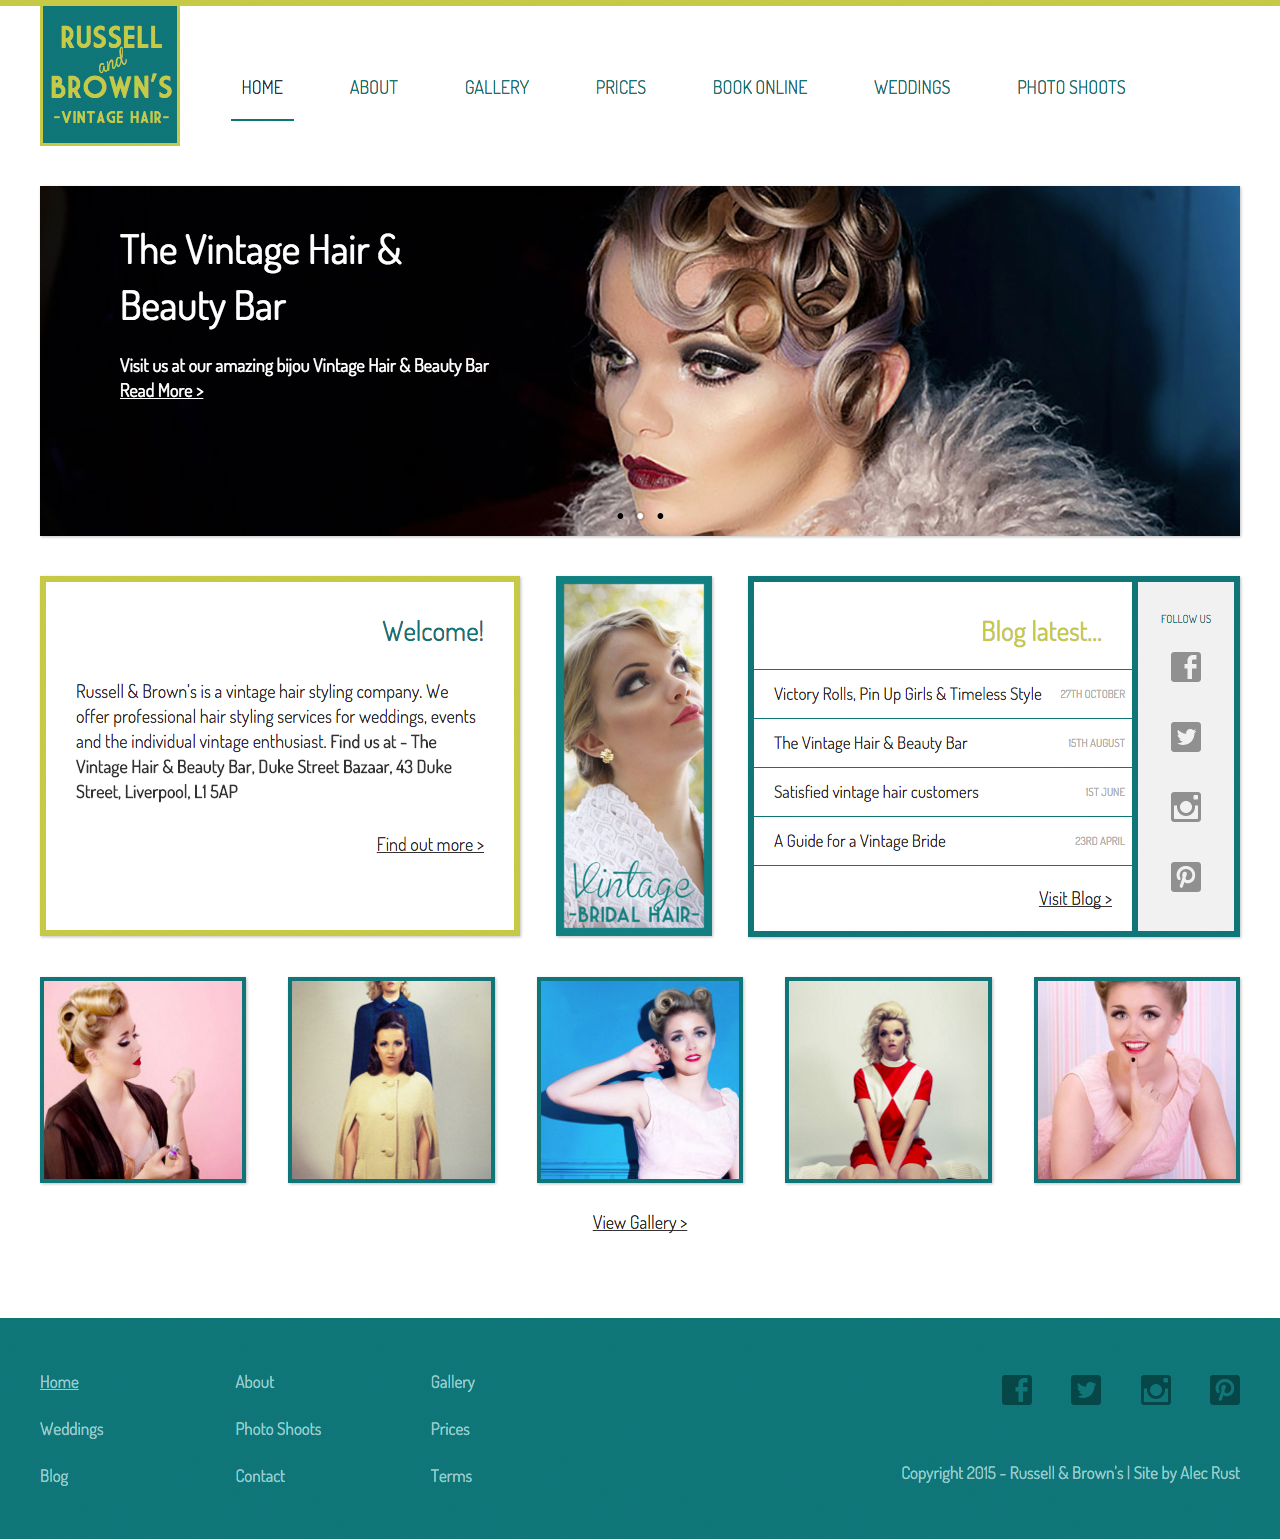 RUSSELL
and
BROWN'S
-VINTAGE HAIR-
HOME ABOUT GALLERY PRICES BOOK ONLINE WEDDINGS PHOTO SHOOTS
The Vintage Hair &
Beauty Bar
Visit us at our amazing bijou Vintage Hair & Beauty Bar
Read More >
Welcome!
Russell & Brown's is a vintage hair styling company. We
offer professional hair styling services for weddings, events
and the individual vintage enthusiast. Find us at - The
Vintage Hair & Beauty Bar, Duke Street Bazaar, 43 Duke
Street, Liverpool, L1 5AP
Find out more >
Vintage
-BRIDAL HAIR-
Blog latest...
Victory Rolls, Pin Up Girls & Timeless Style 27TH OCTOBER
The Vintage Hair & Beauty Bar 15TH AUGUST
Satisfied vintage hair customers 1ST JUNE
A Guide for a Vintage Bride 23RD APRIL
Visit Blog >
FOLLOW US
View Gallery >
Home About Gallery
Weddings Photo Shoots Prices
Blog Contact Terms
Copyright 2015 - Russell & Brown's | Site by Alec Rust